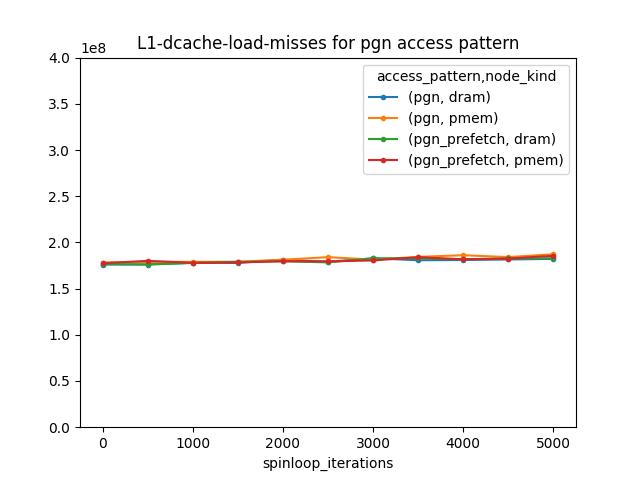 L1-dcache-load-misses for pgn access pattern
1e8
4.0
3.5
3.0
2.5
2.0
1.5
1.0
0.5
0.0
access_pattern,node_kind
(pgn, dram)
(pgn, pmem)
(pgn_prefetch, dram)
(pgn_prefetch, pmem)
0 1000 2000 3000 4000 5000
spinloop_iterations